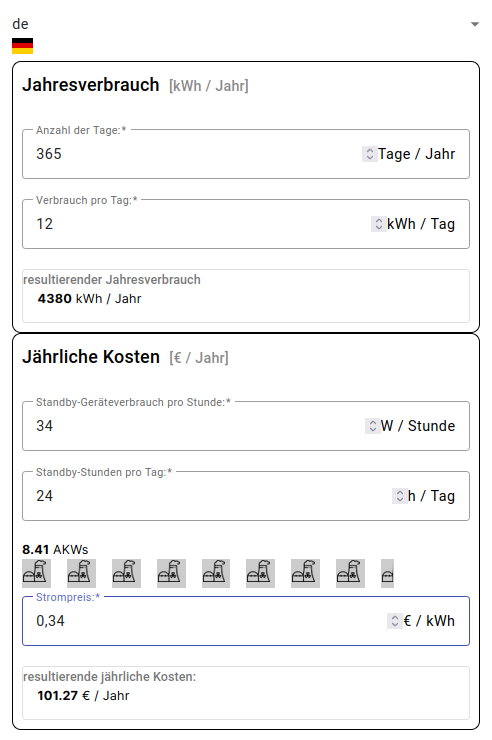 de
Jahresverbrauch [kWh / Jahr]
Anzahl der Tage:*
365 Tage / Jahr
Verbrauch pro Tag:*
12 kWh / Tag
resultierender Jahresverbrauch
4380 kWh / Jahr
Jährliche Kosten [€ / Jahr]
Standby-Geräteverbrauch pro Stunde:*
34 W / Stunde
Standby-Stunden pro Tag:*
24 h / Tag
8.41 AKWs
Strompreis:*
0,34 € / kWh
resultierende jährliche Kosten:
101.27 € / Jahr